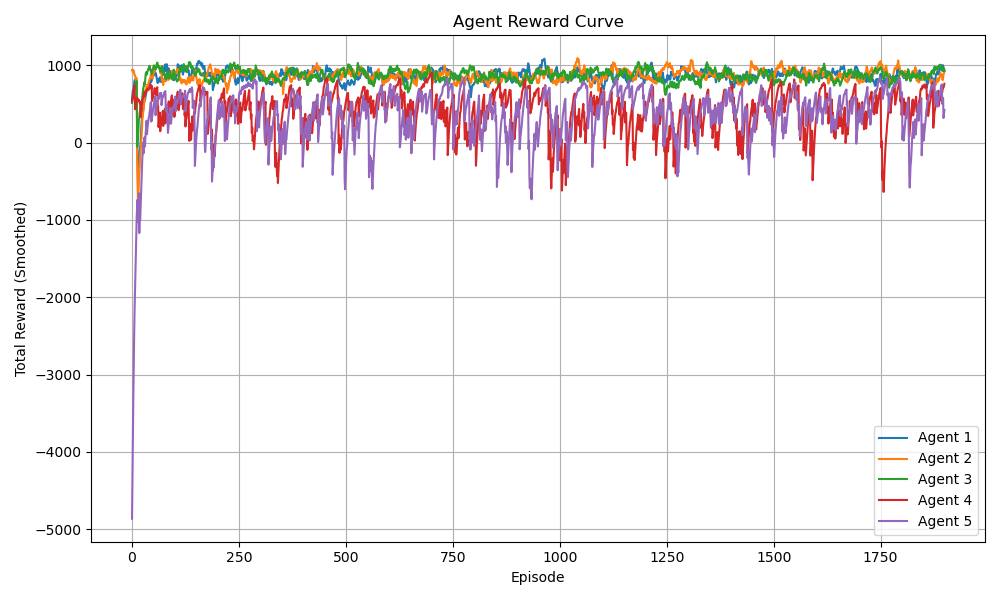 Agent Reward Curve
Total Reward (Smoothed)
1000
0
−1000
−2000
−3000
−4000
−5000
0 250 500 750 1000 1250 1500 1750
Episode
Agent 1
Agent 2
Agent 3
Agent 4
Agent 5